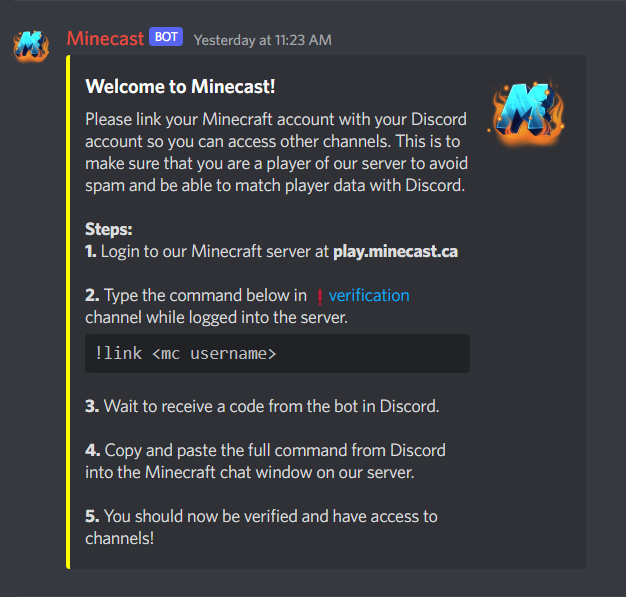 Minecast BOT Yesterday at 11:23 AM
Welcome to Minecast!
Please link your Minecraft account with your Discord
account so you can access other channels. This is to
make sure that you are a player of our server to avoid
spam and be able to match player data with Discord.
Steps:
1. Login to our Minecraft server at play.minecast.ca
2. Type the command below in ❗verification
channel while logged into the server.
!link <mc username>
3. Wait to receive a code from the bot in Discord.
4. Copy and paste the full command from Discord
into the Minecraft chat window on our server.
5. You should now be verified and have access to
channels!